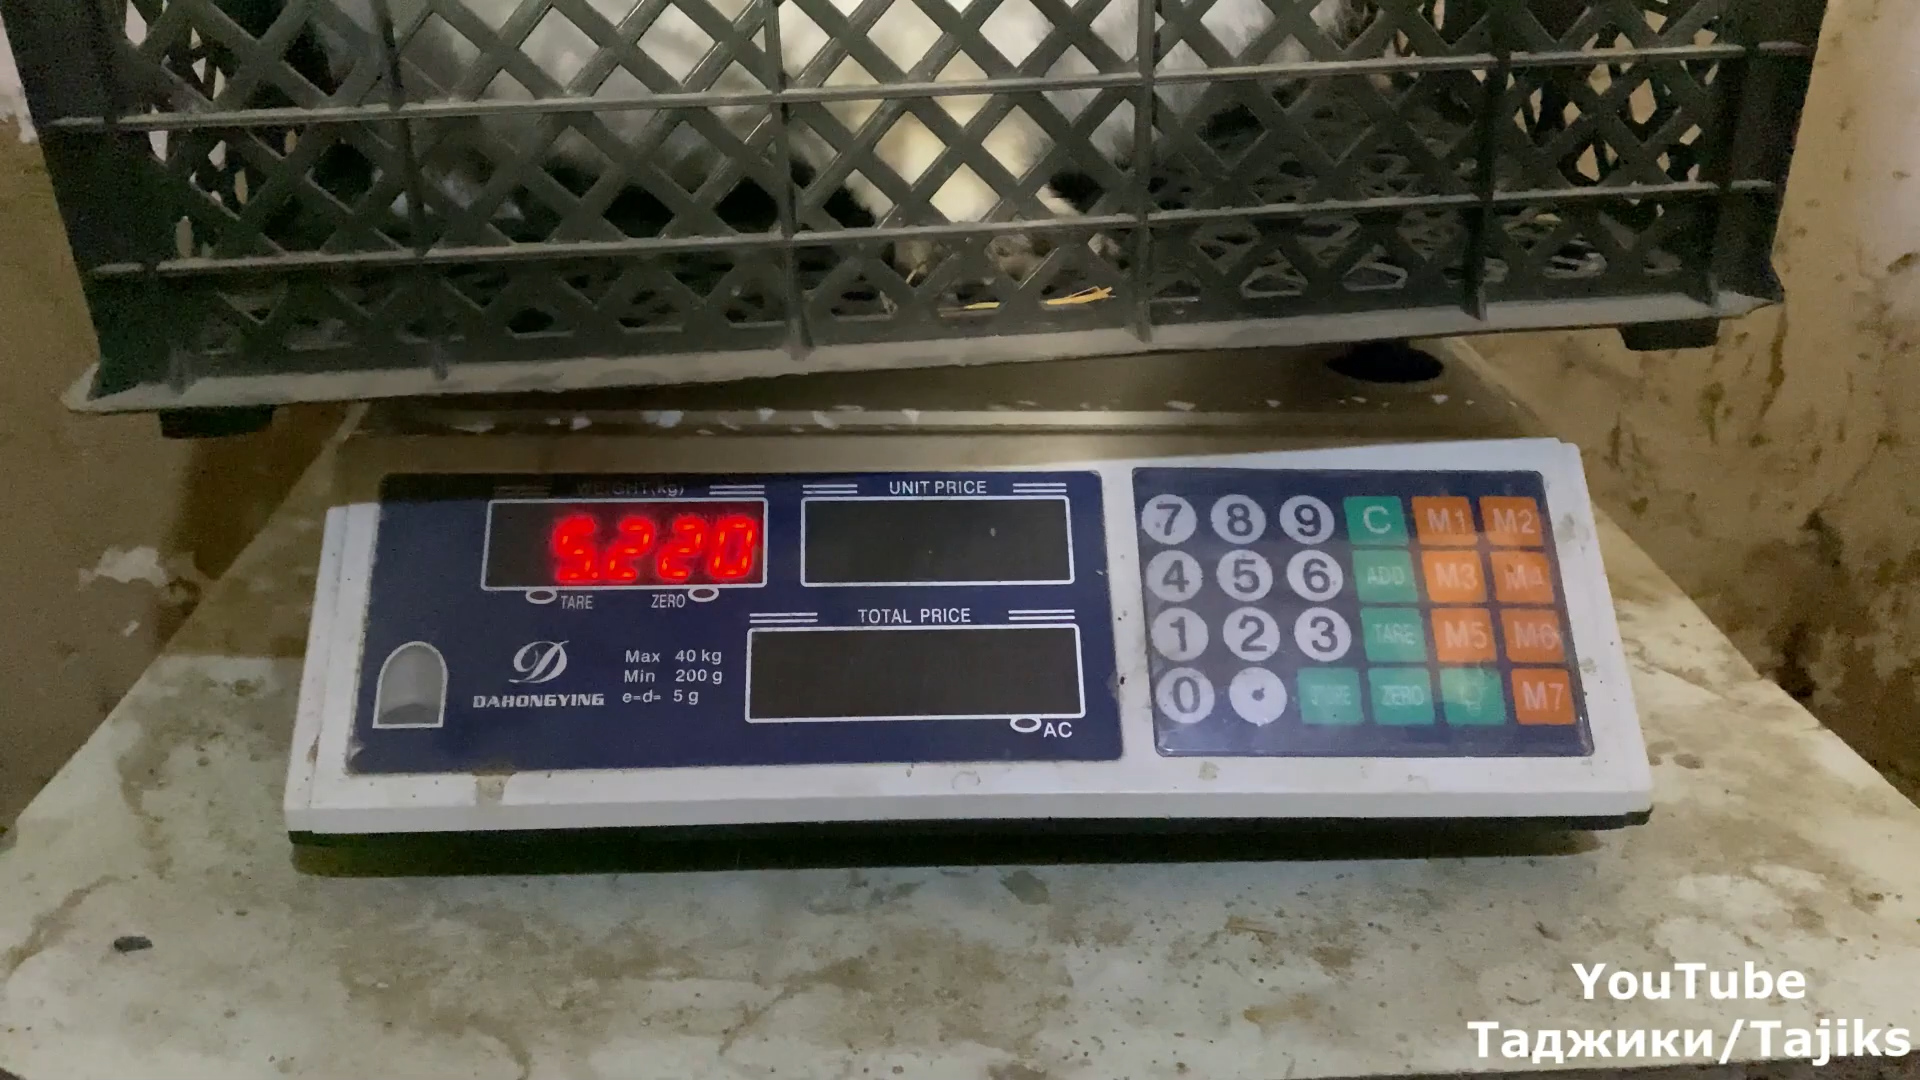 WEIGHT(kg)
UNIT PRICE
5.220
TARE
ZERO
TOTAL PRICE
DAHONGYING
Max 40 kg
Min 200 g
e=d= 5 g
AC
7 8 9 C M1 M2
4 5 6 ADD M3 M4
1 2 3 TARE M5 M6
0 . ZERO M7
YouTube
Таджики/Tajiks